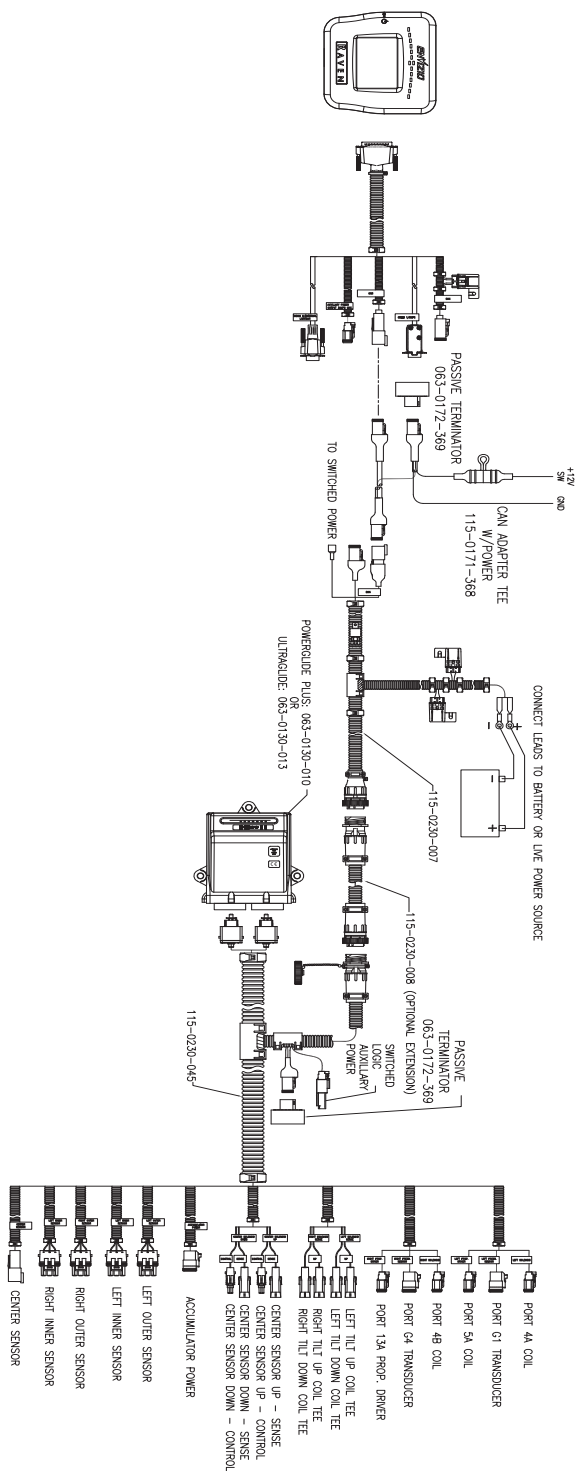 ENVIZIO
RAVEN
PASSIVE TERMINATOR
063-0172-369
+12V
SW
GND
CAN ADAPTER TEE
W/POWER
115-0171-368
TO SWITCHED POWER
CONNECT LEADS TO BATTERY OR LIVE POWER SOURCE
-
+
-
+
115-0230-007
POWERGLIDE PLUS: 063-0130-010
OR
ULTRAGLIDE: 063-0130-013
115-0230-008 (OPTIONAL EXTENSION)
PASSIVE
TERMINATOR
063-0172-369
SWITCHED
LOGIC
AUXILLARY
POWER
115-0230-045
PORT 4A COIL
PORT G1 TRANSDUCER
PORT 5A COIL
PORT 4B COIL
PORT G4 TRANSDUCER
PORT 13A PROP. DRIVER
LEFT TILT UP COIL TEE
LEFT TILT DOWN COIL TEE
RIGHT TILT UP COIL TEE
RIGHT TILT DOWN COIL TEE
CENTER SENSOR UP - SENSE
CENTER SENSOR UP - CONTROL
CENTER SENSOR DOWN - SENSE
CENTER SENSOR DOWN - CONTROL
ACCUMULATOR POWER
LEFT OUTER SENSOR
LEFT INNER SENSOR
RIGHT OUTER SENSOR
RIGHT INNER SENSOR
CENTER SENSOR